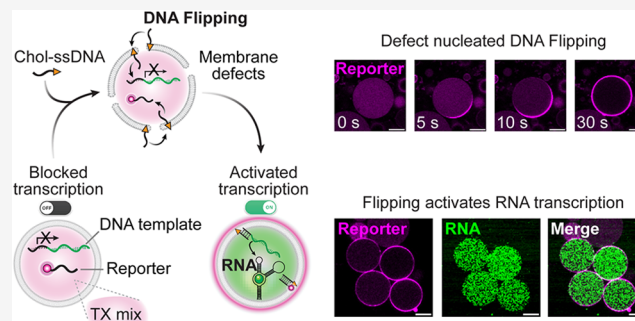 DNA Flipping
Chol-ssDNA
Membrane
defects
Blocked
transcription
OFF
DNA template
Reporter
TX mix
Activated
transcription
ON
RNA
Defect nucleated DNA Flipping
Reporter
0 s
5 s
10 s
30 s
Flipping activates RNA transcription
Reporter
RNA
Merge